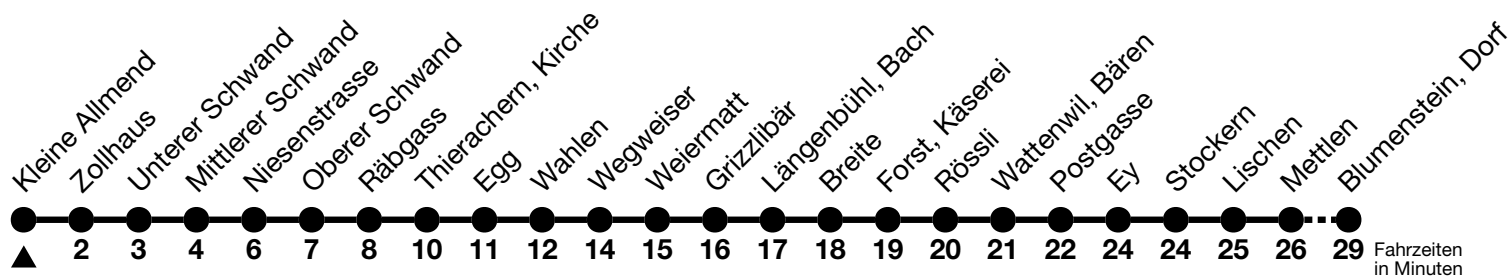 Kleine Allmend
Zollhaus
Unterer Schwand
Mittlerer Schwand
Niesenstrasse
Oberer Schwand
Räbgass
Thierachern, Kirche
Egg
Wahlen
Wegweiser
Weiermatt
Grizzlibär
Längenbühl, Bach
Breite
Forst, Käserei
Rössli
Wattenwil, Bären
Postgasse
Ey
Stockern
Lischen
Mettlen
Blumenstein, Dorf
2 3 4 6 7 8 10 11 12 14 15 16 17 18 19 20 21 22 24 24 25 26 29 Fahrzeiten
in Minuten